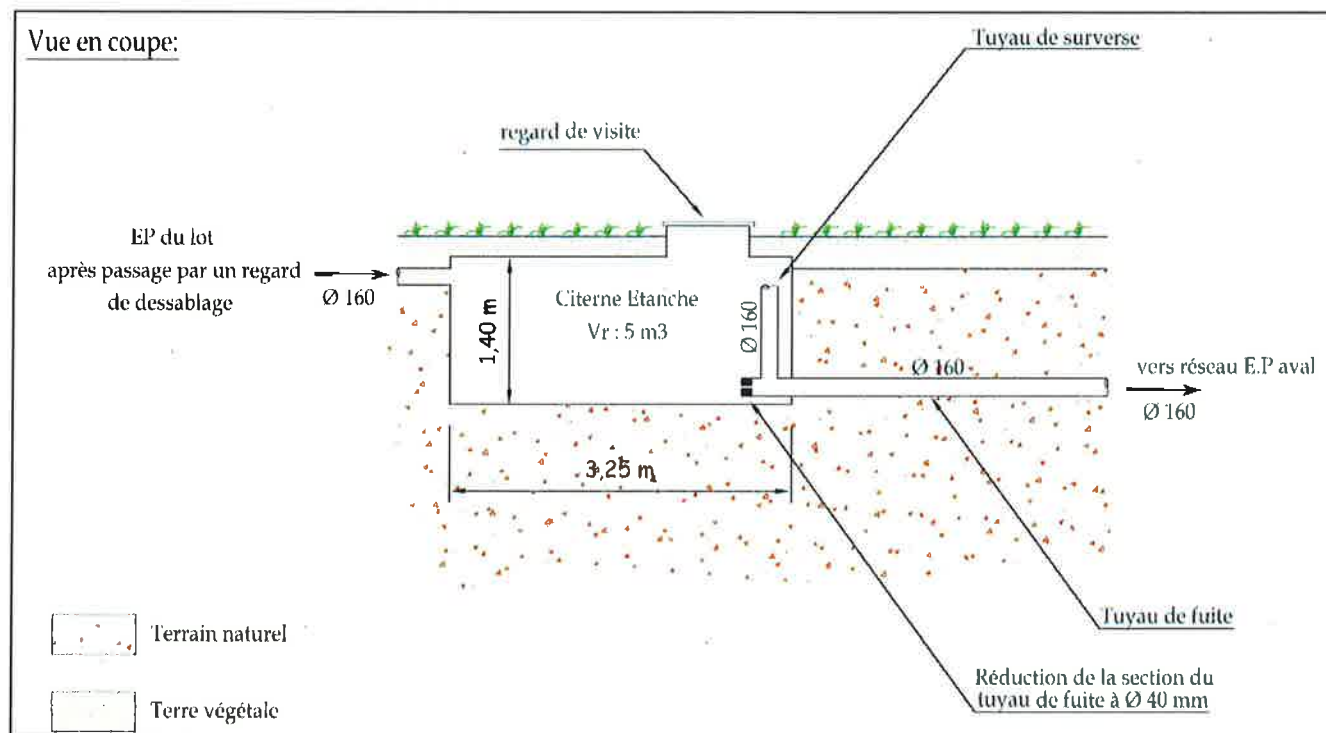 Vue en coupe:
Tuyau de surverse
regard de visite
EP du lot
après passage par un regard
de dessablage
Ø 160
Citerne Etanche
Vr : 5 m3
1,40 m
Ø 160
Ø 160
vers réseau E.P aval
Ø 160
3,25 m
Tuyau de fuite
Réduction de la section du
tuyau de fuite à Ø 40 mm
Terrain naturel
Terre végétale